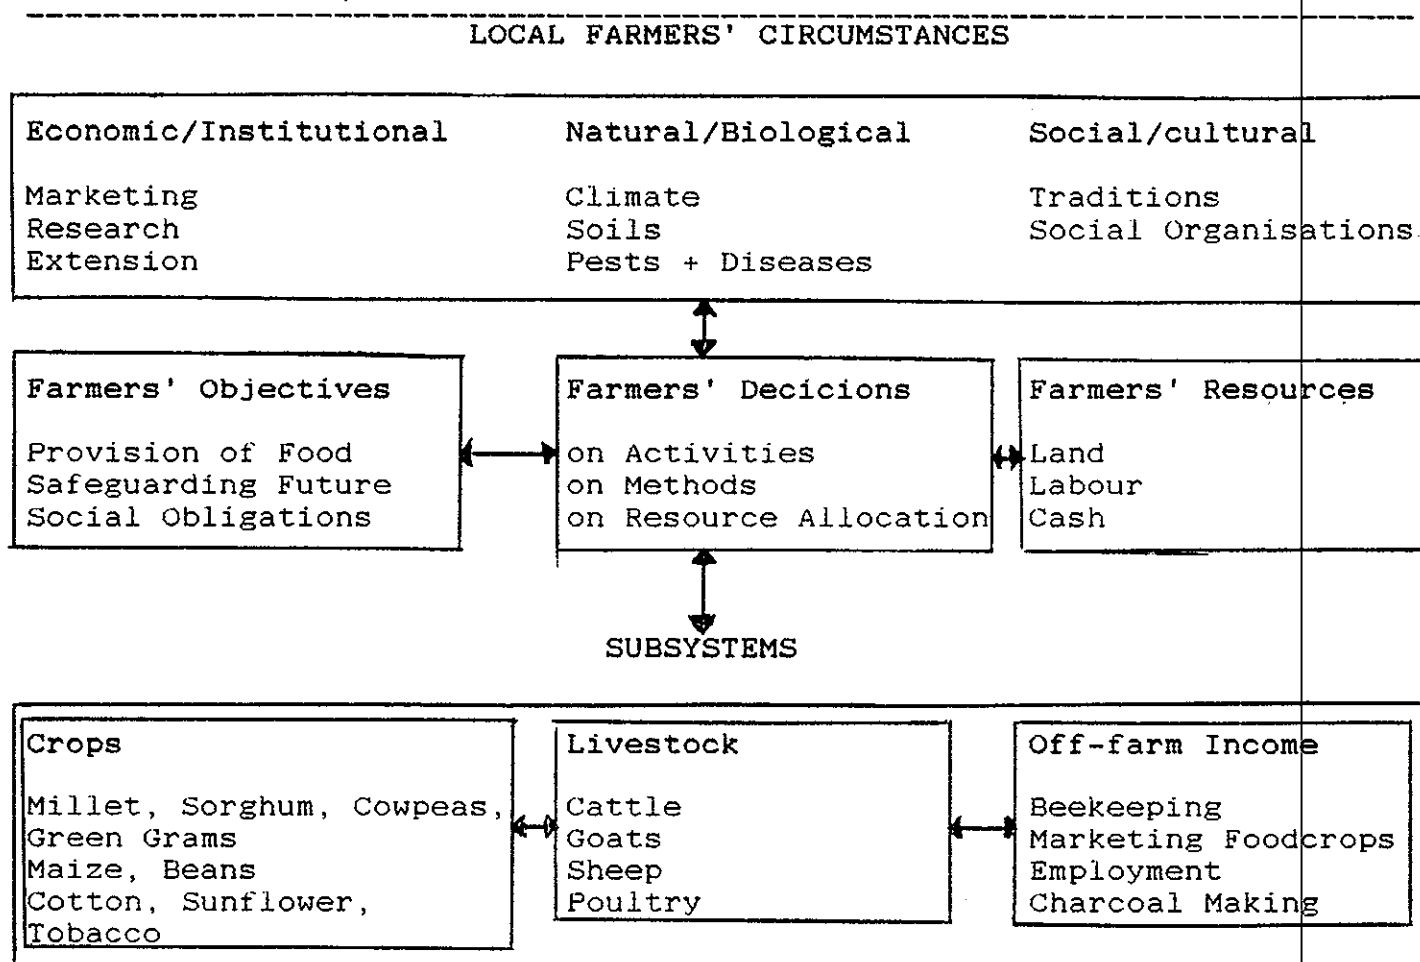 LOCAL FARMERS' CIRCUMSTANCES
Economic/Institutional
Marketing
Research
Extension
Natural/Biological
Climate
Soils
Pests + Diseases
Social/cultural
Traditions
Social Organisations
Farmers' Objectives
Provision of Food
Safeguarding Future
Social Obligations
Farmers' Decicions
on Activities
on Methods
on Resource Allocation
Farmers' Resources
Land
Labour
Cash
SUBSYSTEMS
Crops
Millet, Sorghum, Cowpeas,
Green Grams
Maize, Beans
Cotton, Sunflower,
Tobacco
Livestock
Cattle
Goats
Sheep
Poultry
Off-farm Income
Beekeeping
Marketing Foodcrops
Employment
Charcoal Making